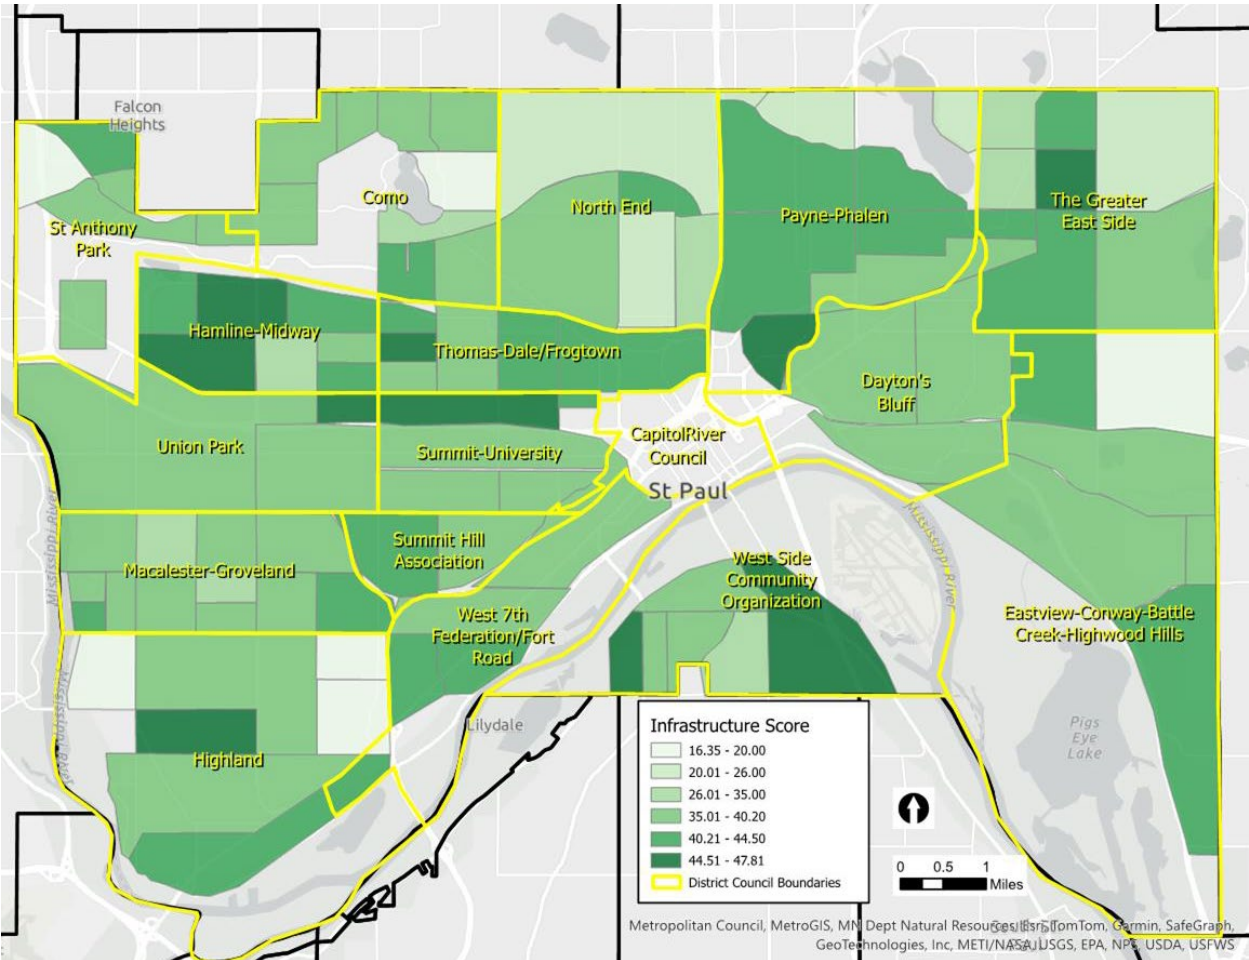 Falcon
Heights
Como
St Anthony
Park
North End
Payne-Phalen
The Greater
East Side
Hamline-Midway
Thomas-Dale/Frogtown
Dayton's
Bluff
Union Park
Summit-University
CapitolRiver
Council
St Paul
Mississippi River
Mississippi River
Macalester-Groveland
Summit Hill
Association
West Side
Community
Organization
West 7th
Federation/Fort
Road
Eastview-Conway-Battle
Creek-Highwood Hills
Mississippi River
Lilydale
Highland
Pigs
Eye
Lake
Infrastructure Score
16.35 - 20.00
20.01 - 26.00
26.01 - 35.00
35.01 - 40.20
40.21 - 44.50
44.51 - 47.81
District Council Boundaries
0 0.5 1
Miles
Metropolitan Council, MetroGIS, MN Dept Natural Resources, Esri, TomTom, Garmin, SafeGraph,
GeoTechnologies, Inc, METI/NASA, USGS, EPA, NPS, USDA, USFWS